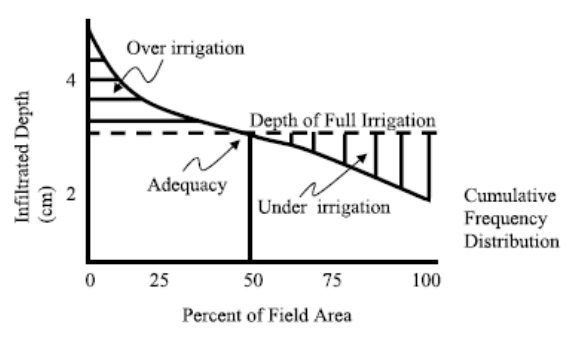 Over irrigation
4
Depth of Full Irrigation
Infiltrated Depth
(cm)
Adequacy
2
Under irrigation
Cumulative
Frequency
Distribution
0 25 50 75 100
Percent of Field Area